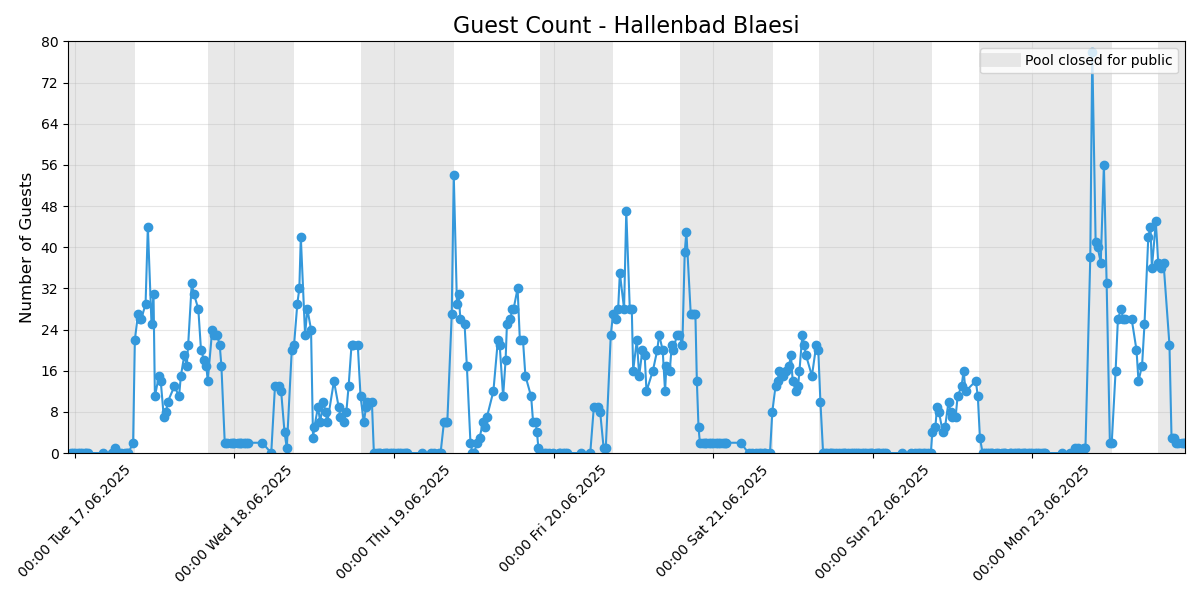 Guest Count - Hallenbad Blaesi
Pool closed for public
Number of Guests
80
72
64
56
48
40
32
24
16
8
0
00:00 Tue 17.06.2025
00:00 Wed 18.06.2025
00:00 Thu 19.06.2025
00:00 Fri 20.06.2025
00:00 Sat 21.06.2025
00:00 Sun 22.06.2025
00:00 Mon 23.06.2025